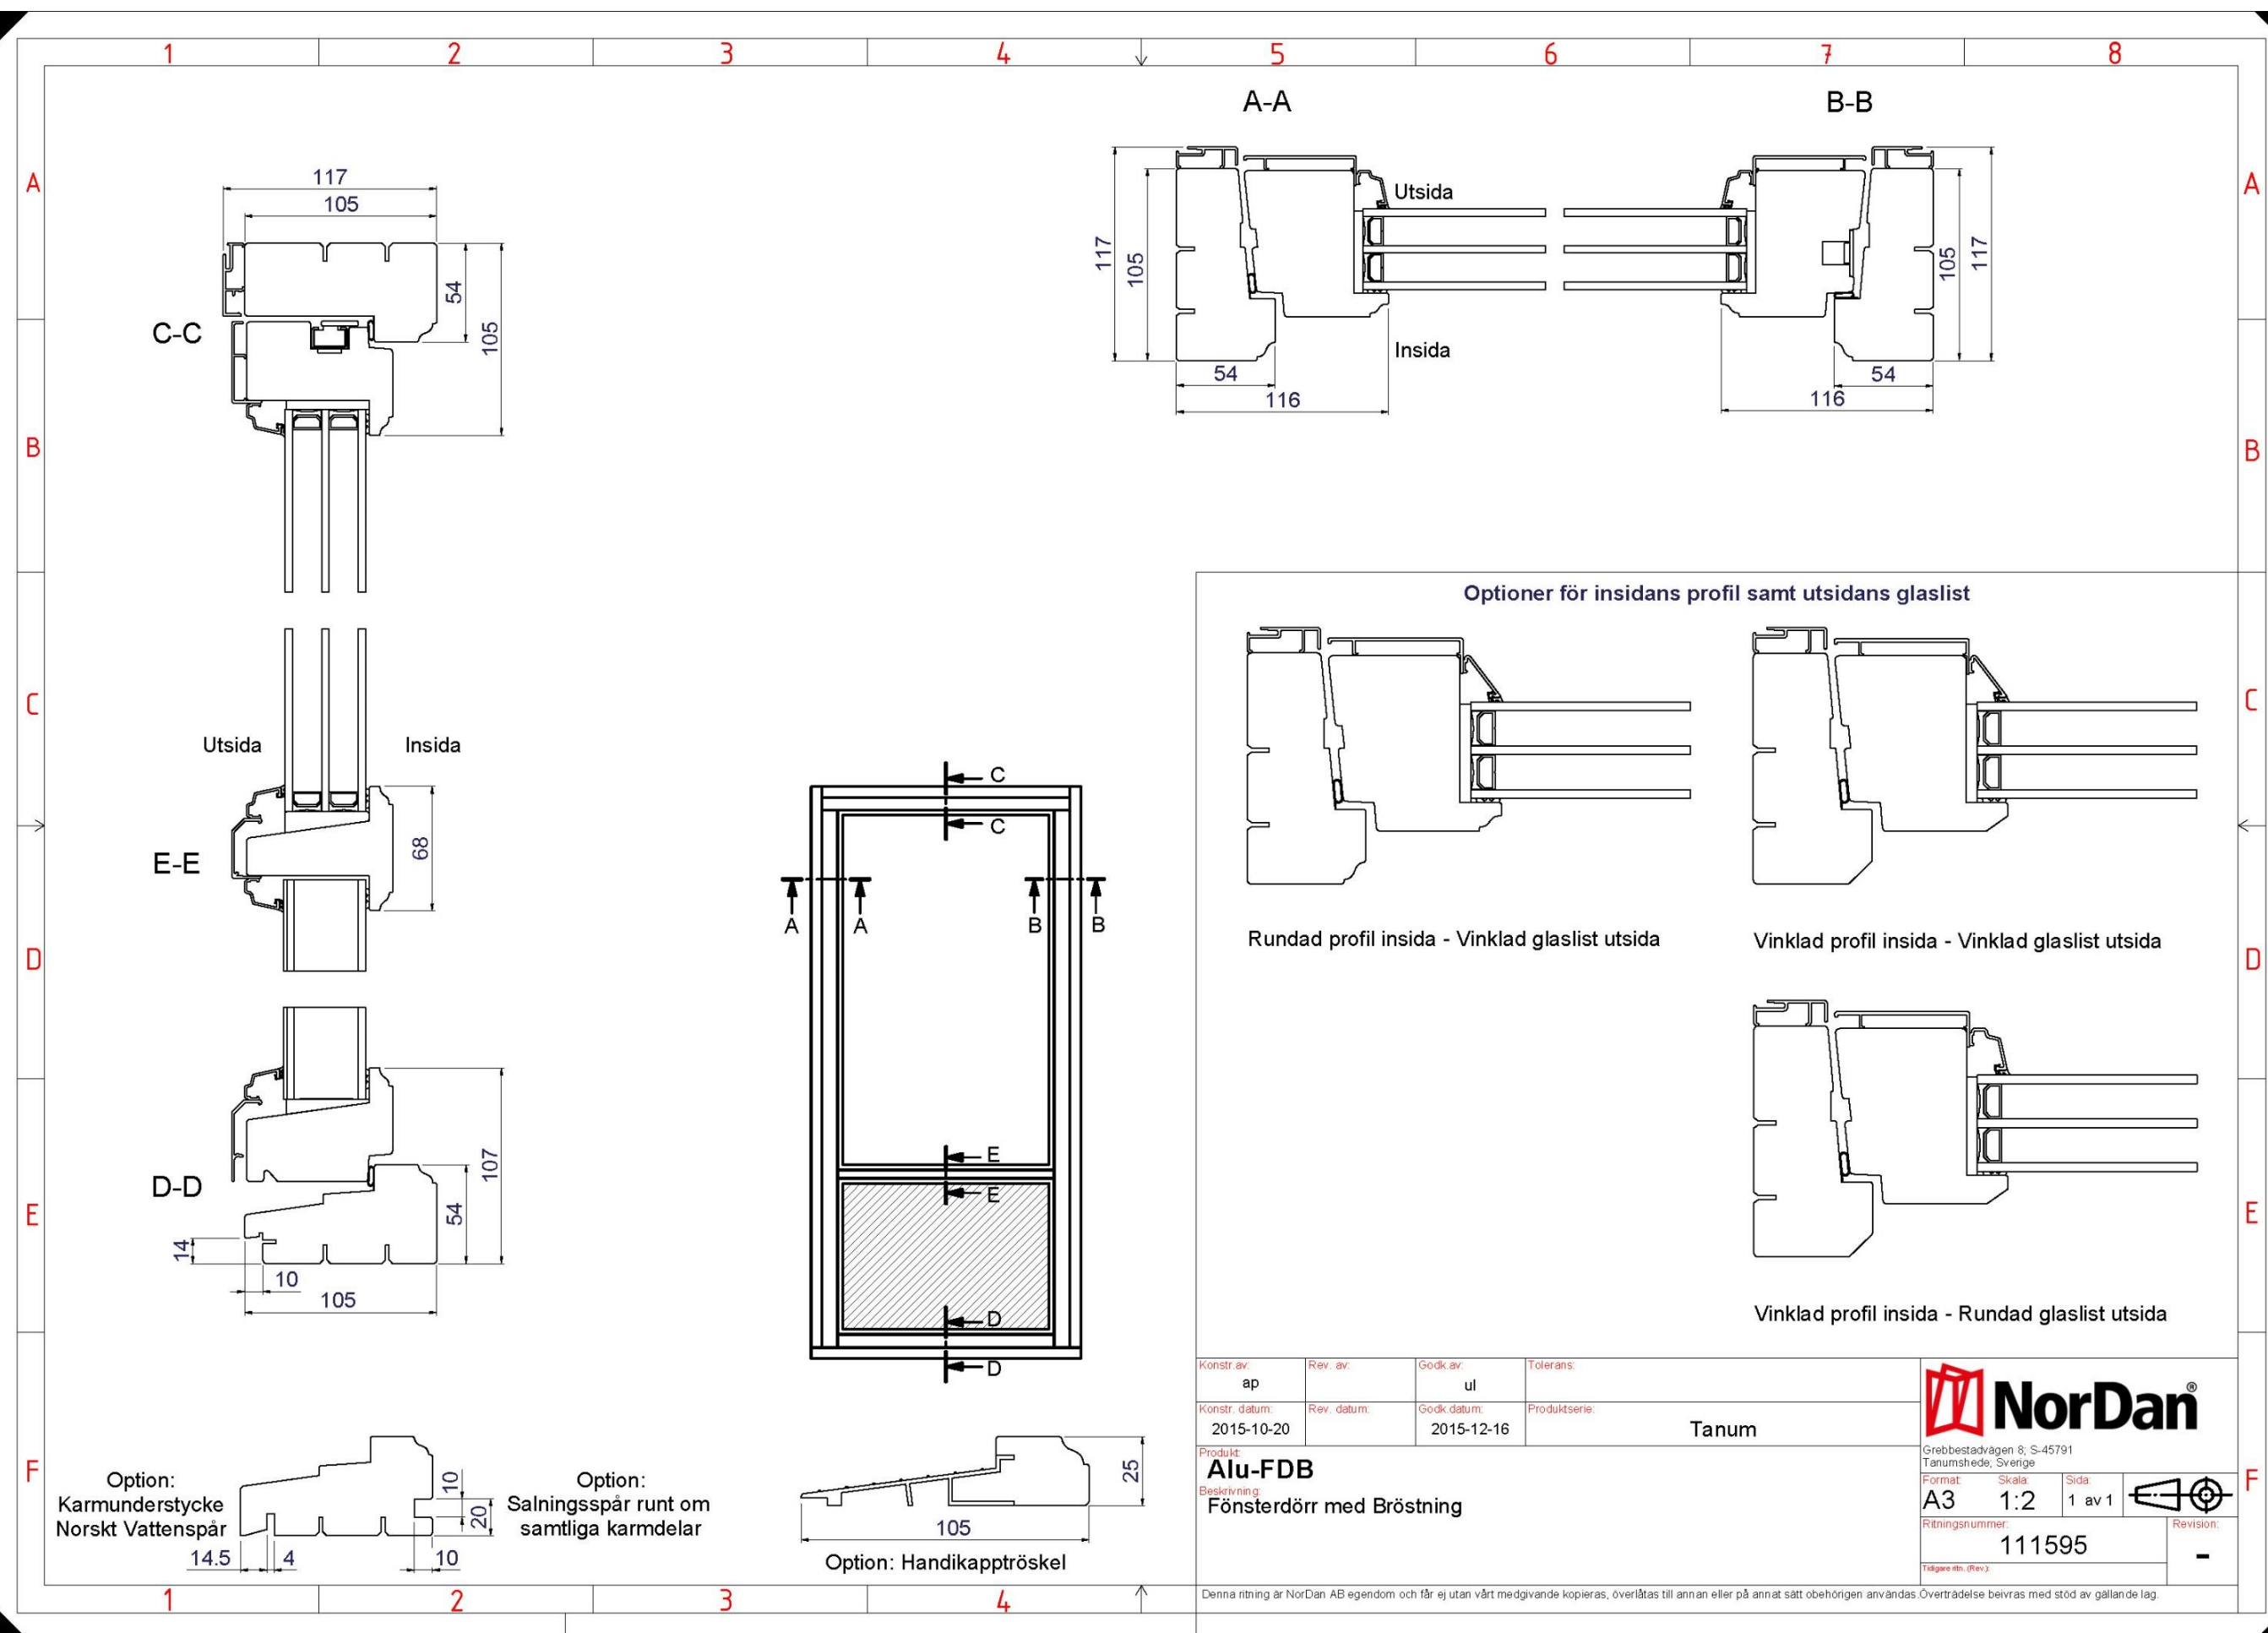 1 2 3 4 5 6 7 8
A-A B-B
A A
117
105
54
105
C-C
Utsida
Insida
117
105
54
116
105
117
54
116
B B
Optioner för insidans profil samt utsidans glaslist
C C
Utsida Insida
E-E
68
Rundad profil insida - Vinklad glaslist utsida
Vinklad profil insida - Vinklad glaslist utsida
D D
C
C
A A B B
E
E
D
D
D-D
107
54
14
10
105
E E
Vinklad profil insida - Rundad glaslist utsida
Option:
Karmunderstycke
Norskt Vattenspår
14.5 4 10
10
20
Option:
Salningsspår runt om
samtliga karmdelar
25
105
Option: Handikapptröskel
F F
Konstr.av: Rev. av: Godk.av: Tolerans:
ap ul
Konstr. datum: Rev. datum: Godk.datum: Produktserie:
2015-10-20 2015-12-16 Tanum
Produkt:
Alu-FDB
Beskrivning:
Fönsterdörr med Bröstning
NorDan®
Grebbestadvägen 8; S-45791
Tanumshede; Sverige
Format: Skala: Sida:
A3 1:2 1 av 1
Ritningsnummer: Revision:
111595 -
Tidigare ritn. (Rev.):
Denna ritning är NorDan AB egendom och får ej utan vårt medgivande kopieras, överlåtas till annan eller på annat sätt obehörigen användas.Överträdelse beivras med stöd av gällande lag.
1 2 3 4